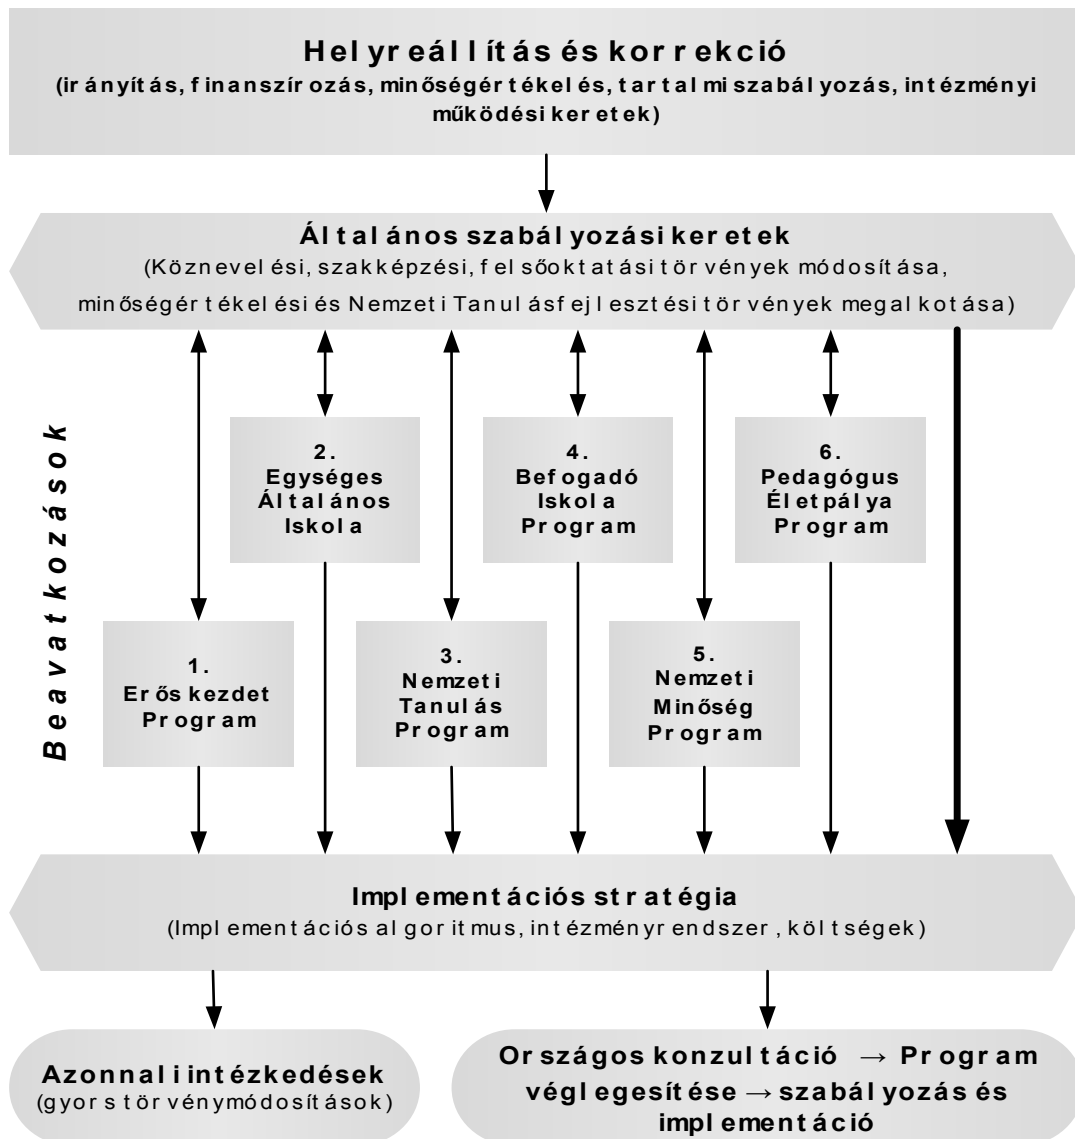 Helyreállítás és korrekció
(irányítás, finanszírozás, minőségértékelés, tartalmi szabályozás, intézményi
működési keretek)
Általános szabályozási keretek
(Köznevelési, szakképzési, felsőoktatási törvények módosítása,
minőségértékelési és Nemzeti Tanulásfejlesztési törvények megalkotása)
Beavatkozások
2.
Egységes
Általános
Iskola
4.
Befogadó
Iskola
Program
6.
Pedagógus
Életpálya
Program
1.
Erős kezdet
Program
3.
Nemzeti
Tanulás
Program
5.
Nemzeti
Minőség
Program
Implementációs stratégia
(Implementációs algoritmus, intézményrendszer, költségek)
Azonnali intézkedések
(gyors törvénymódosítások)
Országos konzultáció → Program
véglegesítése → szabályozás és
implementáció